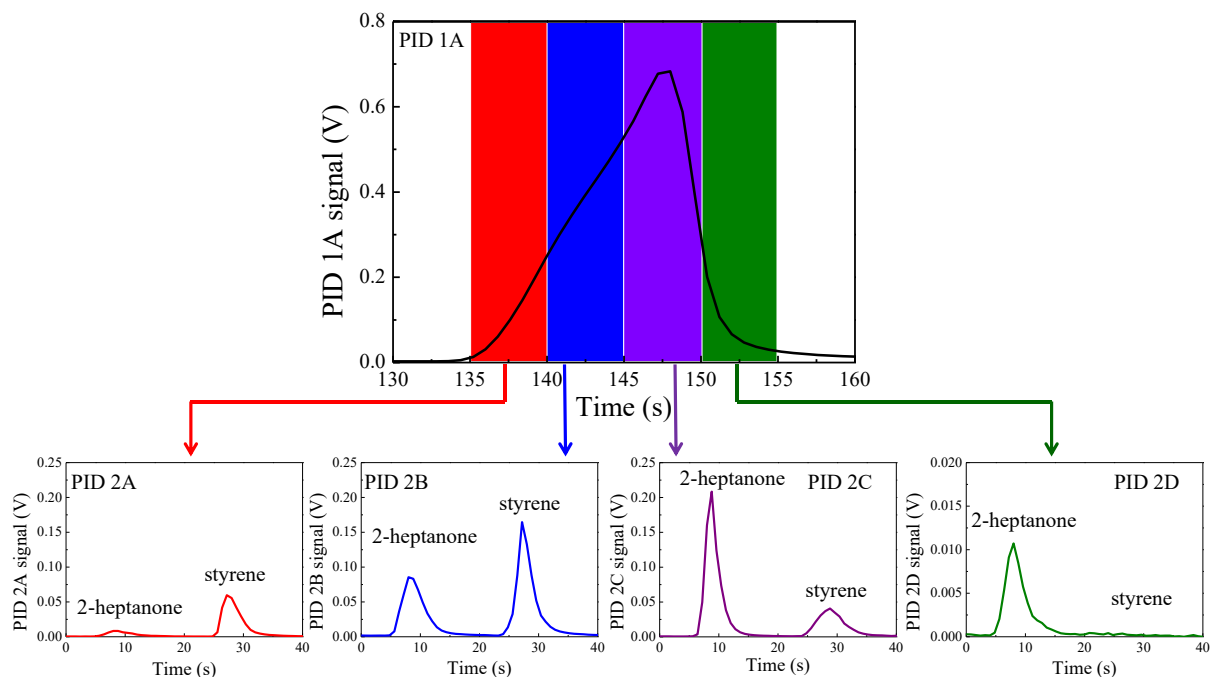 PID 1A
PID 1A signal (V)
0.8
0.6
0.4
0.2
0.0
130 135 140 145 150 155 160
Time (s)
PID 2A
PID 2A signal (V)
0.25
0.20
0.15
0.10
0.05
0.00
2-heptanone
styrene
0 10 20 30 40
Time (s)
PID 2B
PID 2B signal (V)
0.25
0.20
0.15
0.10
0.05
0.00
2-heptanone
styrene
0 10 20 30 40
Time (s)
PID 2C
PID 2C signal (V)
0.25
0.20
0.15
0.10
0.05
0.00
2-heptanone
styrene
0 10 20 30 40
Time (s)
PID 2D
PID 2D signal (V)
0.020
0.015
0.010
0.005
0.000
2-heptanone
styrene
0 10 20 30 40
Time (s)